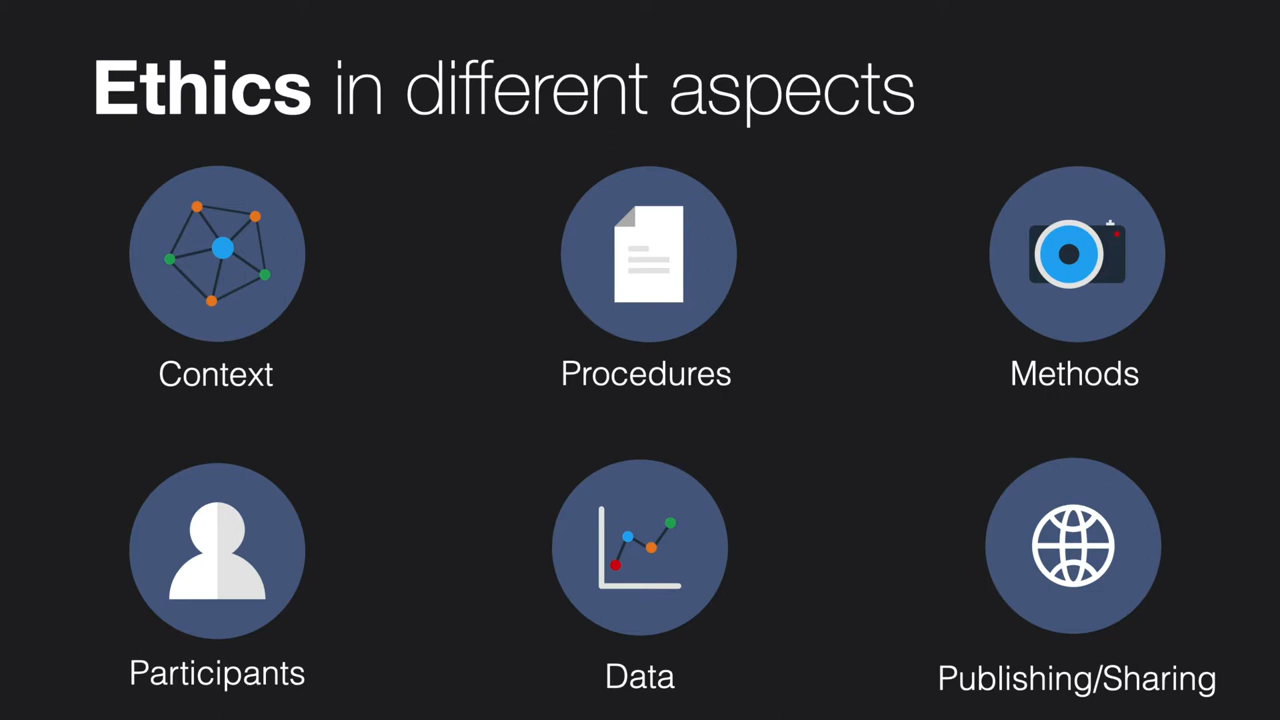 Ethics in different aspects
Context
Procedures
Methods
Participants
Data
Publishing/Sharing